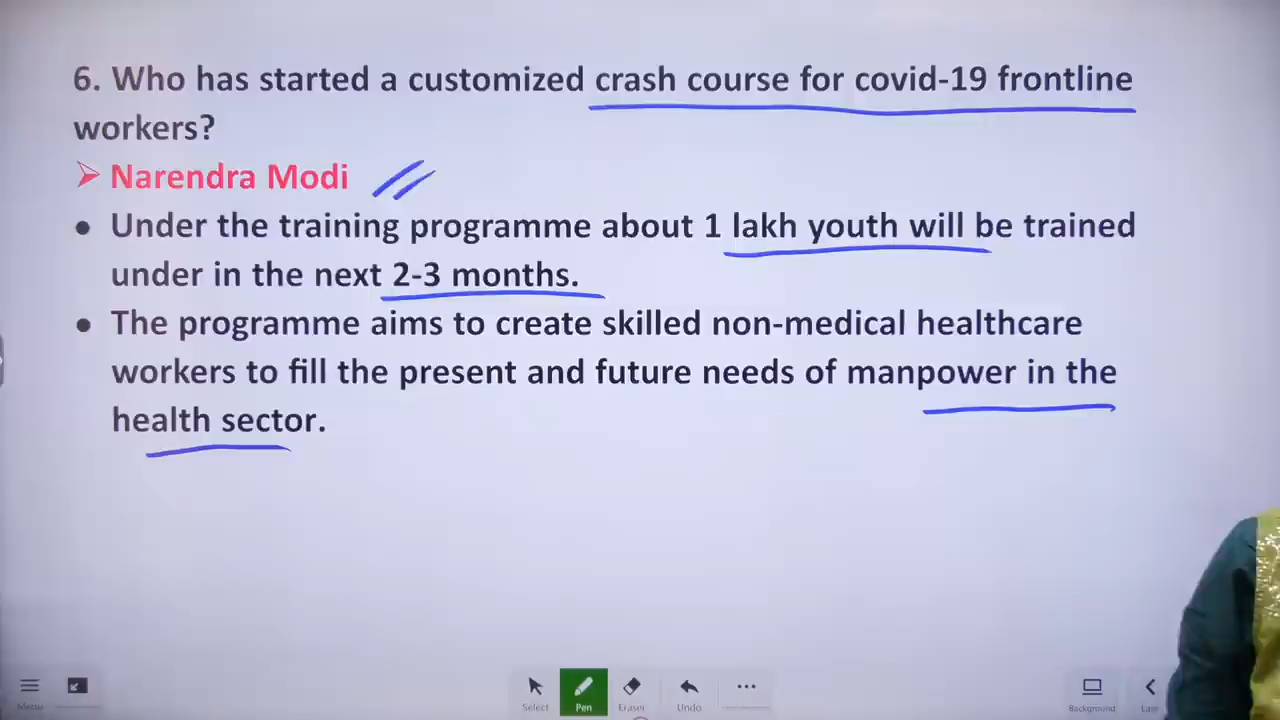 6. Who has started a customized crash course for covid-19 frontline
workers?
➢ Narendra Modi
• Under the training programme about 1 lakh youth will be trained
under in the next 2-3 months.
• The programme aims to create skilled non-medical healthcare
workers to fill the present and future needs of manpower in the
health sector.
Menu
Select
Pen
Eraser
Undo
...
Background